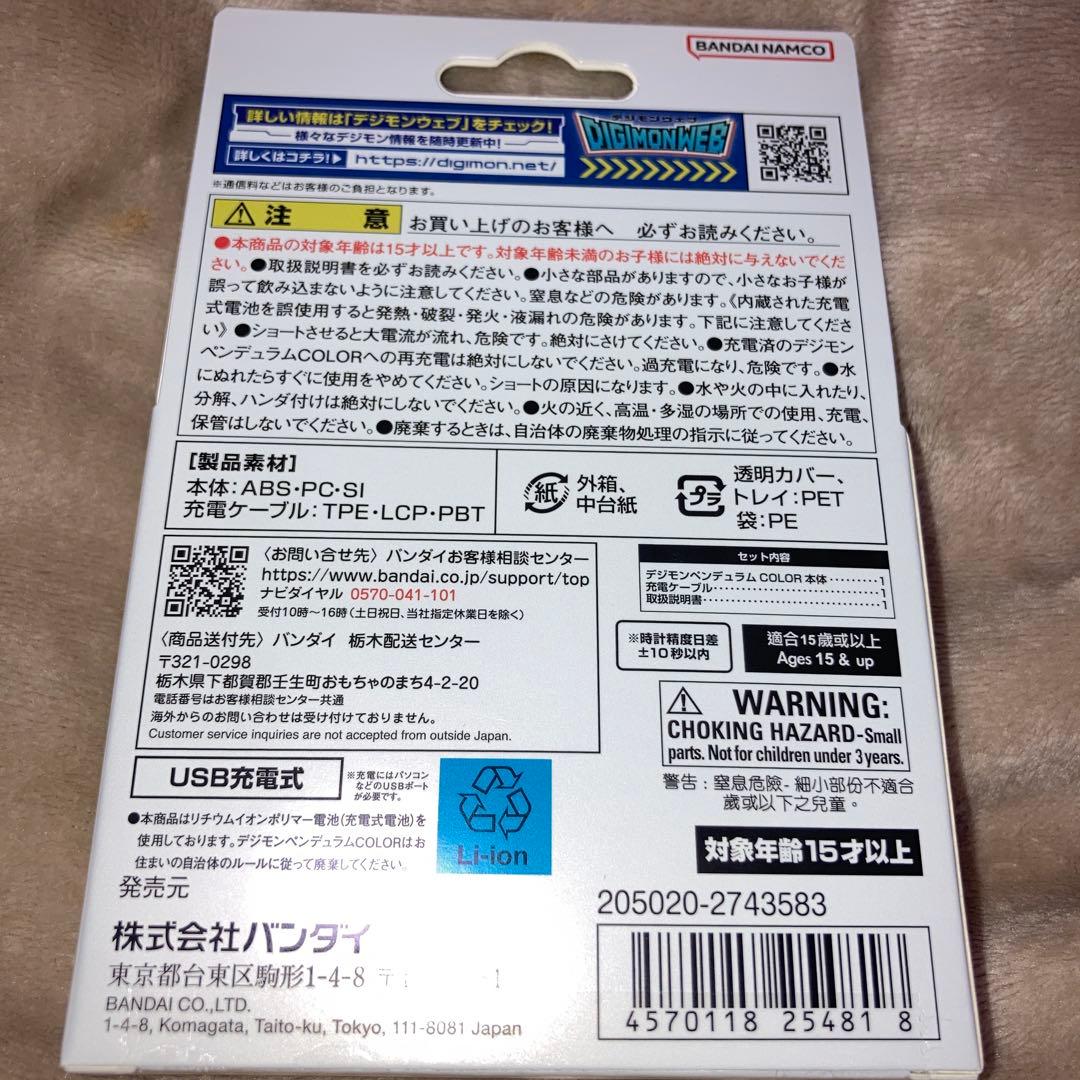 BANDAI NAMCO
詳しい情報は「デジモンウェブ」をチェック!
様々なデジモン情報を随時更新中!
詳しくはコチラ! https://digimon.net/
デジモンウェブ
DIGIMONWEB
※通信料などはお客様のご負担となります。
注意 お買い上げのお客様へ 必ずお読みください。
●本商品の対象年齢は15才以上です。対象年齢未満のお子様には絶対に与えないでくだ
さい。●取扱説明書を必ずお読みください。●小さな部品がありますので、小さなお子様が
誤って飲み込まないように注意してください。窒息などの危険があります。《内蔵された充電
式電池を誤使用すると発熱・破裂・発火・液漏れの危険があります。下記に注意してくださ
い》●ショートさせると大電流が流れ、危険です。絶対にさけてください。●充電済のデジモン
ペンデュラムCOLORへの再充電は絶対にしないでください。過充電になり、危険です。●水
にぬれたらすぐに使用をやめてください。ショートの原因になります。●水や火の中に入れたり、
分解、ハンダ付けは絶対にしないでください。●火の近く、高温・多湿の場所での使用、充電、
保管はしないでください。●廃棄するときは、自治体の廃棄物処理の指示に従ってください。
[製品素材]
本体:ABS・PC・SI
充電ケーブル:TPE・LCP・PBT
紙
外箱、
中台紙
プラ
透明カバー、
トレイ:PET
袋:PE
〈お問い合せ先〉バンダイお客様相談センター
https://www.bandai.co.jp/support/top
ナビダイヤル 0570-041-101
受付10時〜16時(土日祝日、当社指定休業日を除く)
〈商品送付先〉バンダイ 栃木配送センター
〒321-0298
栃木県下都賀郡壬生町おもちゃのまち4-2-20
電話番号はお客様相談センター共通
海外からのお問い合わせは受け付けておりません。
Customer service inquiries are not accepted from outside Japan.
セット内容
デジモンペンデュラム COLOR 本体・・・・・・・・・1
充電ケーブル・・・・・・・・・1
取扱説明書・・・・・・・・・1
※時計精度日差
±10秒以内
適合15歲或以上
Ages 15 & up
WARNING:
CHOKING HAZARD-Small
parts. Not for children under 3 years.
警告:窒息危險-細小部份不適合
歲或以下之兒童。
USB充電式
※充電にはパソコン
などのUSBポート
が必要です。
●本商品はリチウムイオンポリマー電池(充電式電池)を
使用しております。デジモンペンデュラムCOLORはお
住まいの自治体のルールに従って廃棄してください。
Li-ion
対象年齢15才以上
発売元
株式会社バンダイ
東京都台東区駒形1-4-8 〒1
BANDAI CO.,LTD.
1-4-8, Komagata, Taito-ku, Tokyo, 111-8081 Japan
205020-2743583
4570118 254818